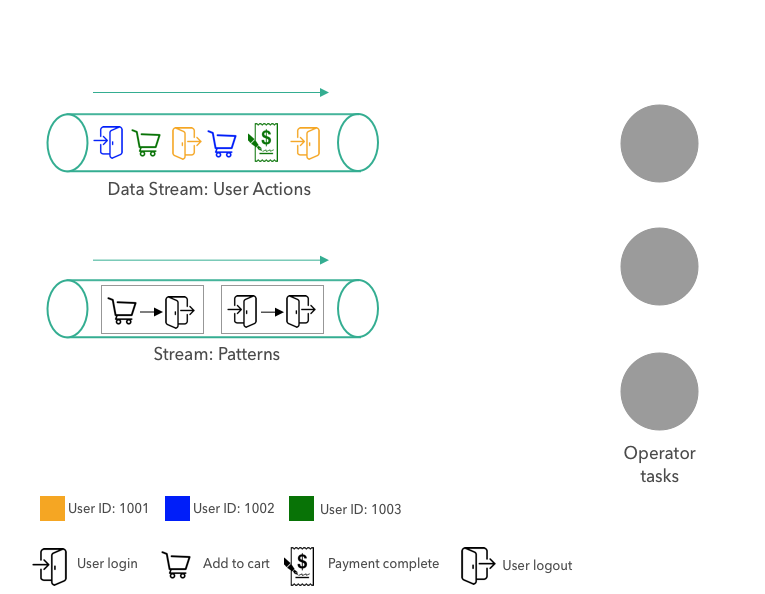 $
Data Stream: User Actions
Stream: Patterns
Operator
tasks
User ID: 1001 User ID: 1002 User ID: 1003
User login Add to cart $ Payment complete User logout